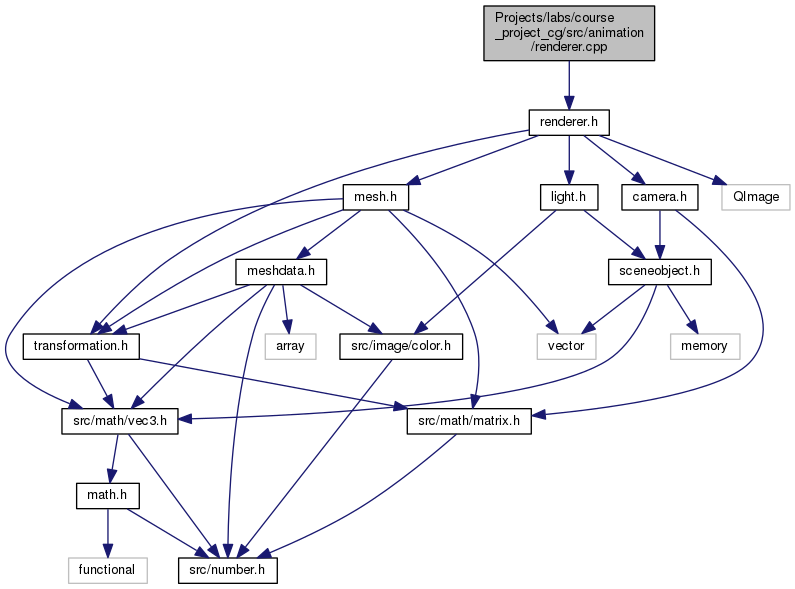 Projects/labs/course
_project_cg/src/animation
/renderer.cpp
renderer.h
mesh.h
light.h
camera.h
QImage
meshdata.h
sceneobject.h
transformation.h
array
src/image/color.h
vector
memory
src/math/vec3.h
src/math/matrix.h
math.h
functional
src/number.h